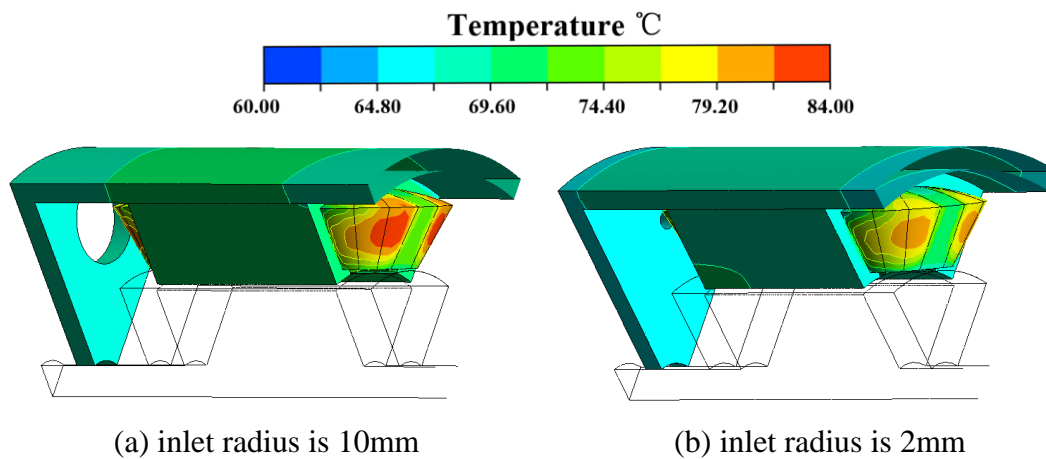 Temperature ℃
60.00 64.80 69.60 74.40 79.20 84.00
(a) inlet radius is 10mm
(b) inlet radius is 2mm